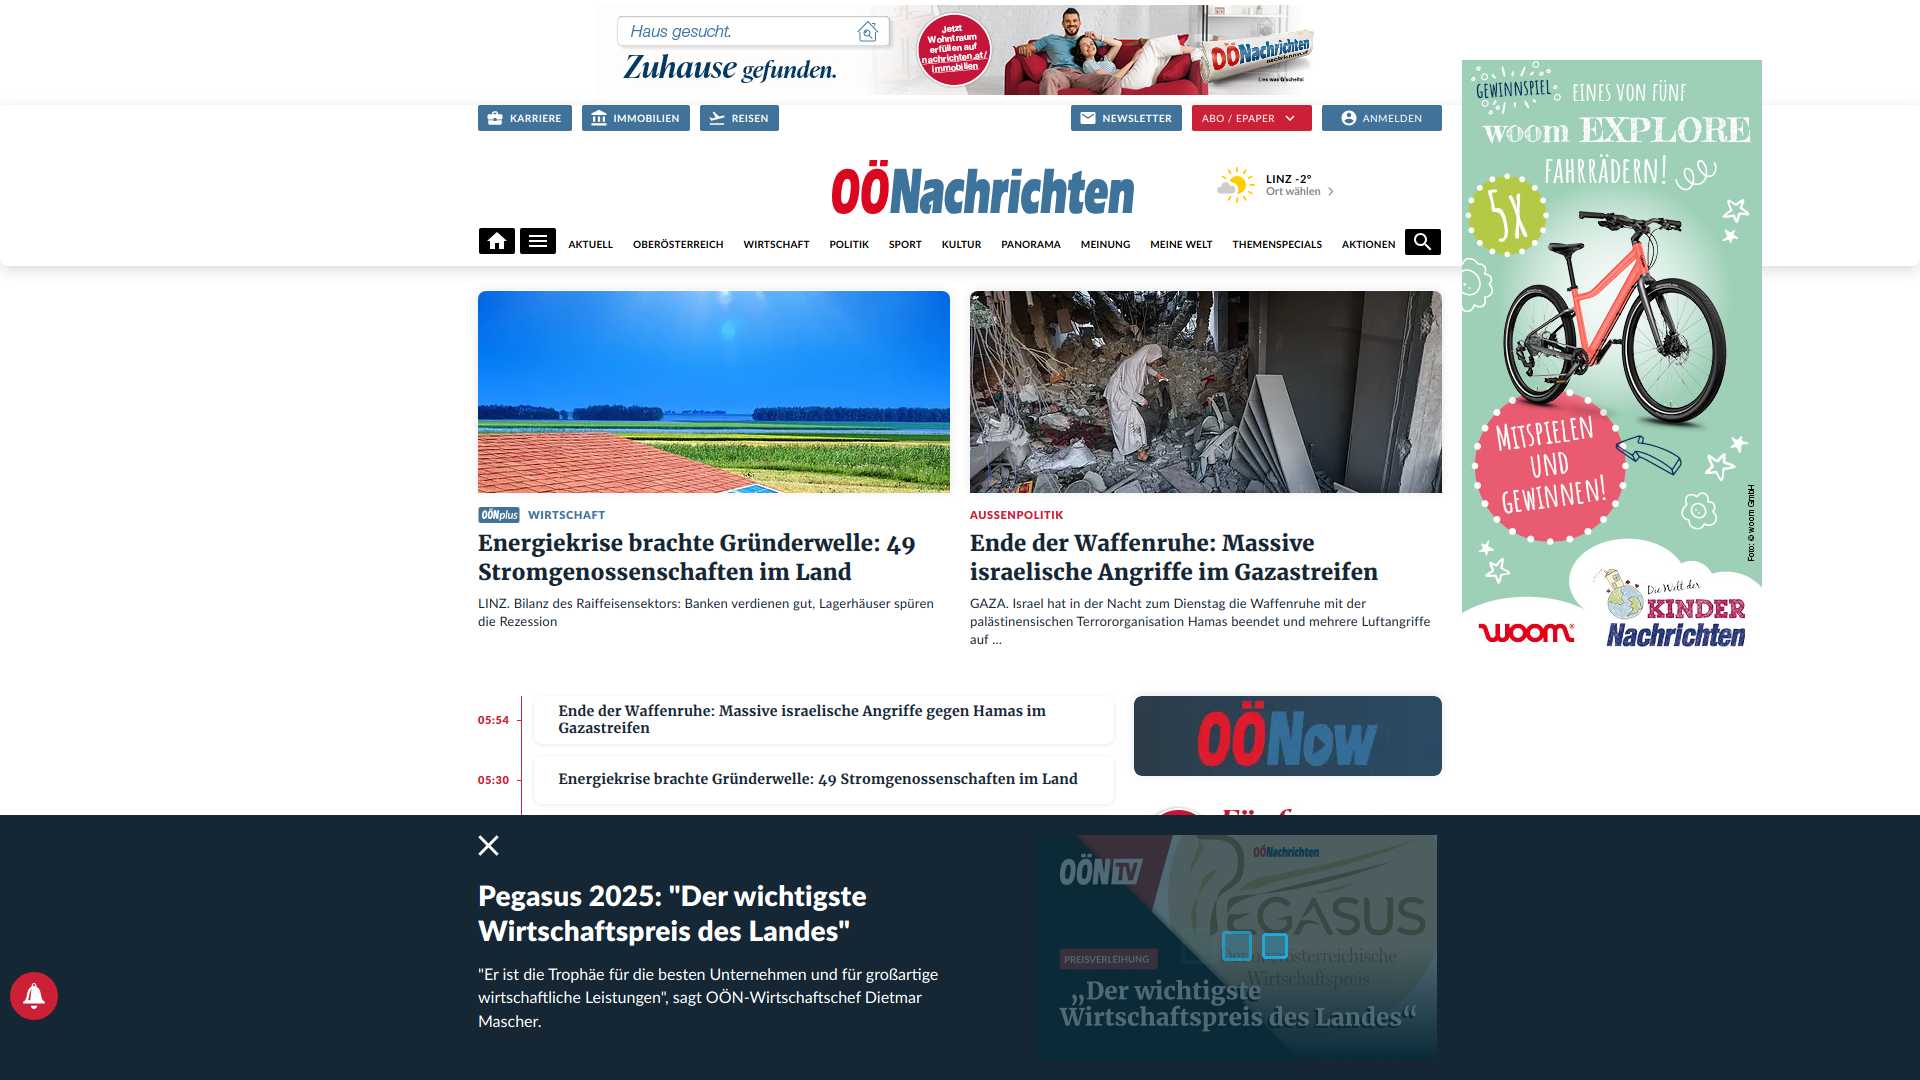 Haus gesucht.
Zuhause gefunden.
Jetzt
Wohntraum
erfüllen auf
nachrichten.at/
immobilien
OÖNachrichten
Lies was G'scheits!
KARRIERE
IMMOBILIEN
REISEN
NEWSLETTER
ABO / EPAPER
ANMELDEN
OÖNachrichten
LINZ -2°
Ort wählen
AKTUELL
OBERÖSTERREICH
WIRTSCHAFT
POLITIK
SPORT
KULTUR
PANORAMA
MEINUNG
MEINE WELT
THEMENSPECIALS
AKTIONEN
GEWINNSPIEL
EINES VON FÜNF
woom EXPLORE
FAHRRÄDERN!
5X
MITSPIELEN
UND
GEWINNEN!
Foto: © woom GmbH
woom
Die Welt der
KINDER
Nachrichten
OÖNplus WIRTSCHAFT
Energiekrise brachte Gründerwelle: 49
Stromgenossenschaften im Land
LINZ. Bilanz des Raiffeisensektors: Banken verdienen gut, Lagerhäuser spüren
die Rezession
AUSSENPOLITIK
Ende der Waffenruhe: Massive
israelische Angriffe im Gazastreifen
GAZA. Israel hat in der Nacht zum Dienstag die Waffenruhe mit der
palästinensischen Terrororganisation Hamas beendet und mehrere Luftangriffe
auf ...
05:54
Ende der Waffenruhe: Massive israelische Angriffe gegen Hamas im
Gazastreifen
05:30
Energiekrise brachte Gründerwelle: 49 Stromgenossenschaften im Land
OÖNow
Pegasus 2025: "Der wichtigste
Wirtschaftspreis des Landes"
"Er ist die Trophäe für die besten Unternehmen und für großartige
wirtschaftliche Leistungen", sagt OÖN-Wirtschaftschef Dietmar
Mascher.
OÖNTV
OÖNachrichten
PEGASUS
Wirtschaftspreis
PREISVERLEIHUNG
„Der wichtigste
Wirtschaftspreis des Landes“